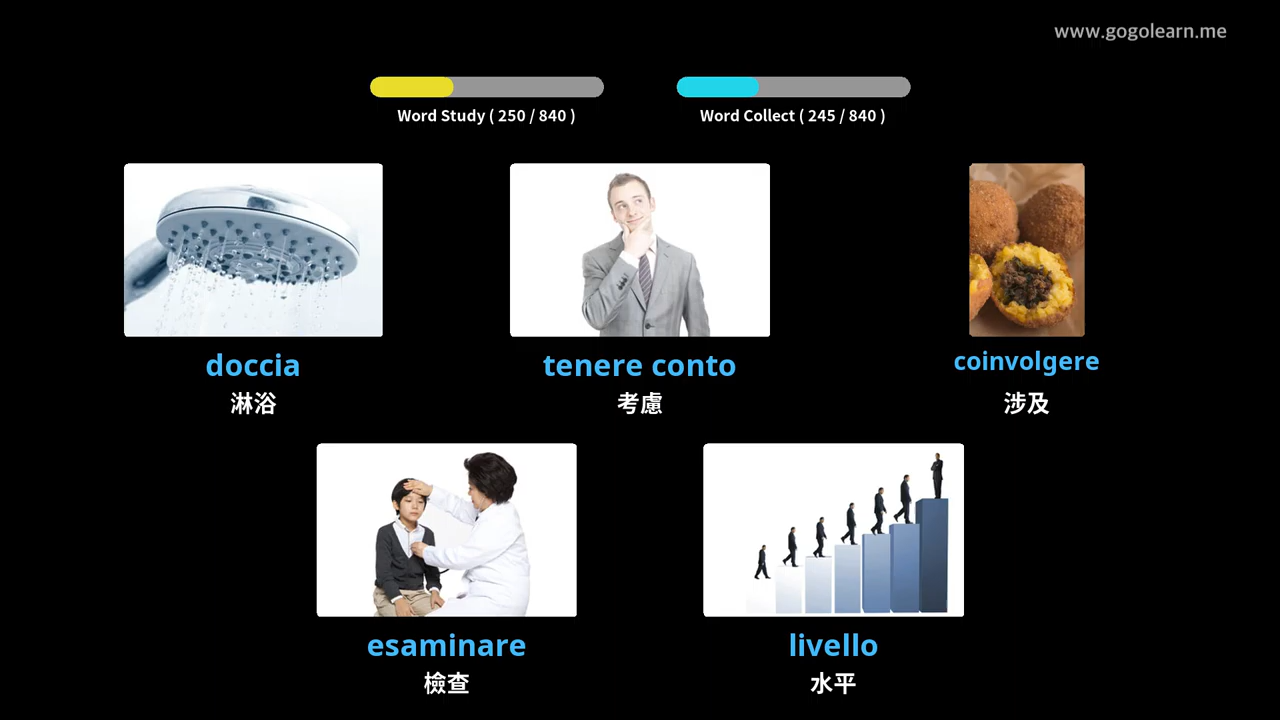 www.gogolearn.me
Word Study ( 250 / 840 )
Word Collect ( 245 / 840 )
doccia
淋浴
tenere conto
考慮
coinvolgere
涉及
esaminare
檢查
livello
水平